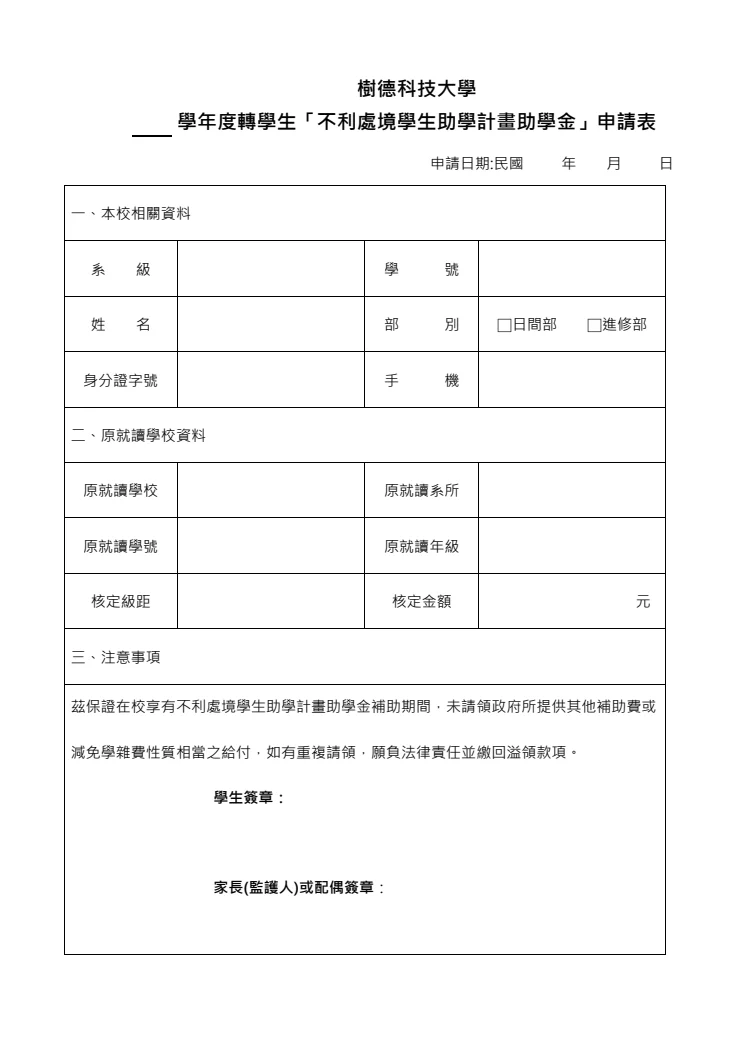 樹德科技大學
____ 學年度轉學生「不利處境學生助學計畫助學金」申請表
申請日期:民國 年 月 日
一、本校相關資料
系 級 學 號
姓 名 部 別 □日間部 □進修部
身分證字號 手 機
二、原就讀學校資料
原就讀學校 原就讀系所
原就讀學號 原就讀年級
核定級距 核定金額 元
三、注意事項
茲保證在校享有不利處境學生助學計畫助學金補助期間，未請領政府所提供其他補助費或
減免學雜費性質相當之給付，如有重複請領，願負法律責任並繳回溢領款項。
學生簽章：
家長(監護人)或配偶簽章：